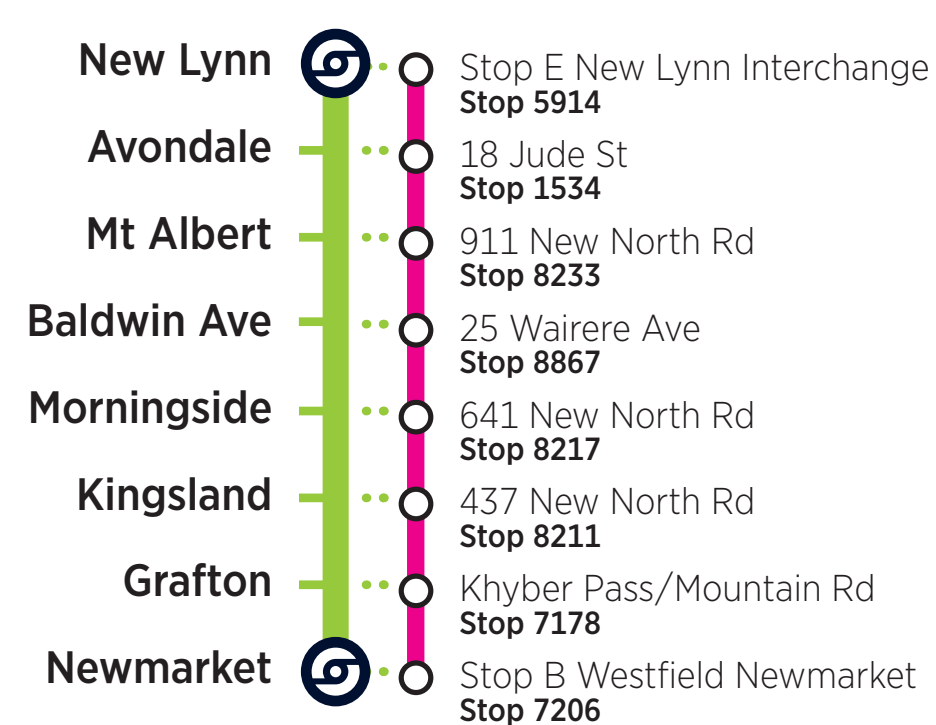 New Lynn
Stop E New Lynn Interchange
Stop 5914
Avondale
18 Jude St
Stop 1534
Mt Albert
911 New North Rd
Stop 8233
Baldwin Ave
25 Wairere Ave
Stop 8867
Morningside
641 New North Rd
Stop 8217
Kingsland
437 New North Rd
Stop 8211
Grafton
Khyber Pass/Mountain Rd
Stop 7178
Newmarket
Stop B Westfield Newmarket
Stop 7206